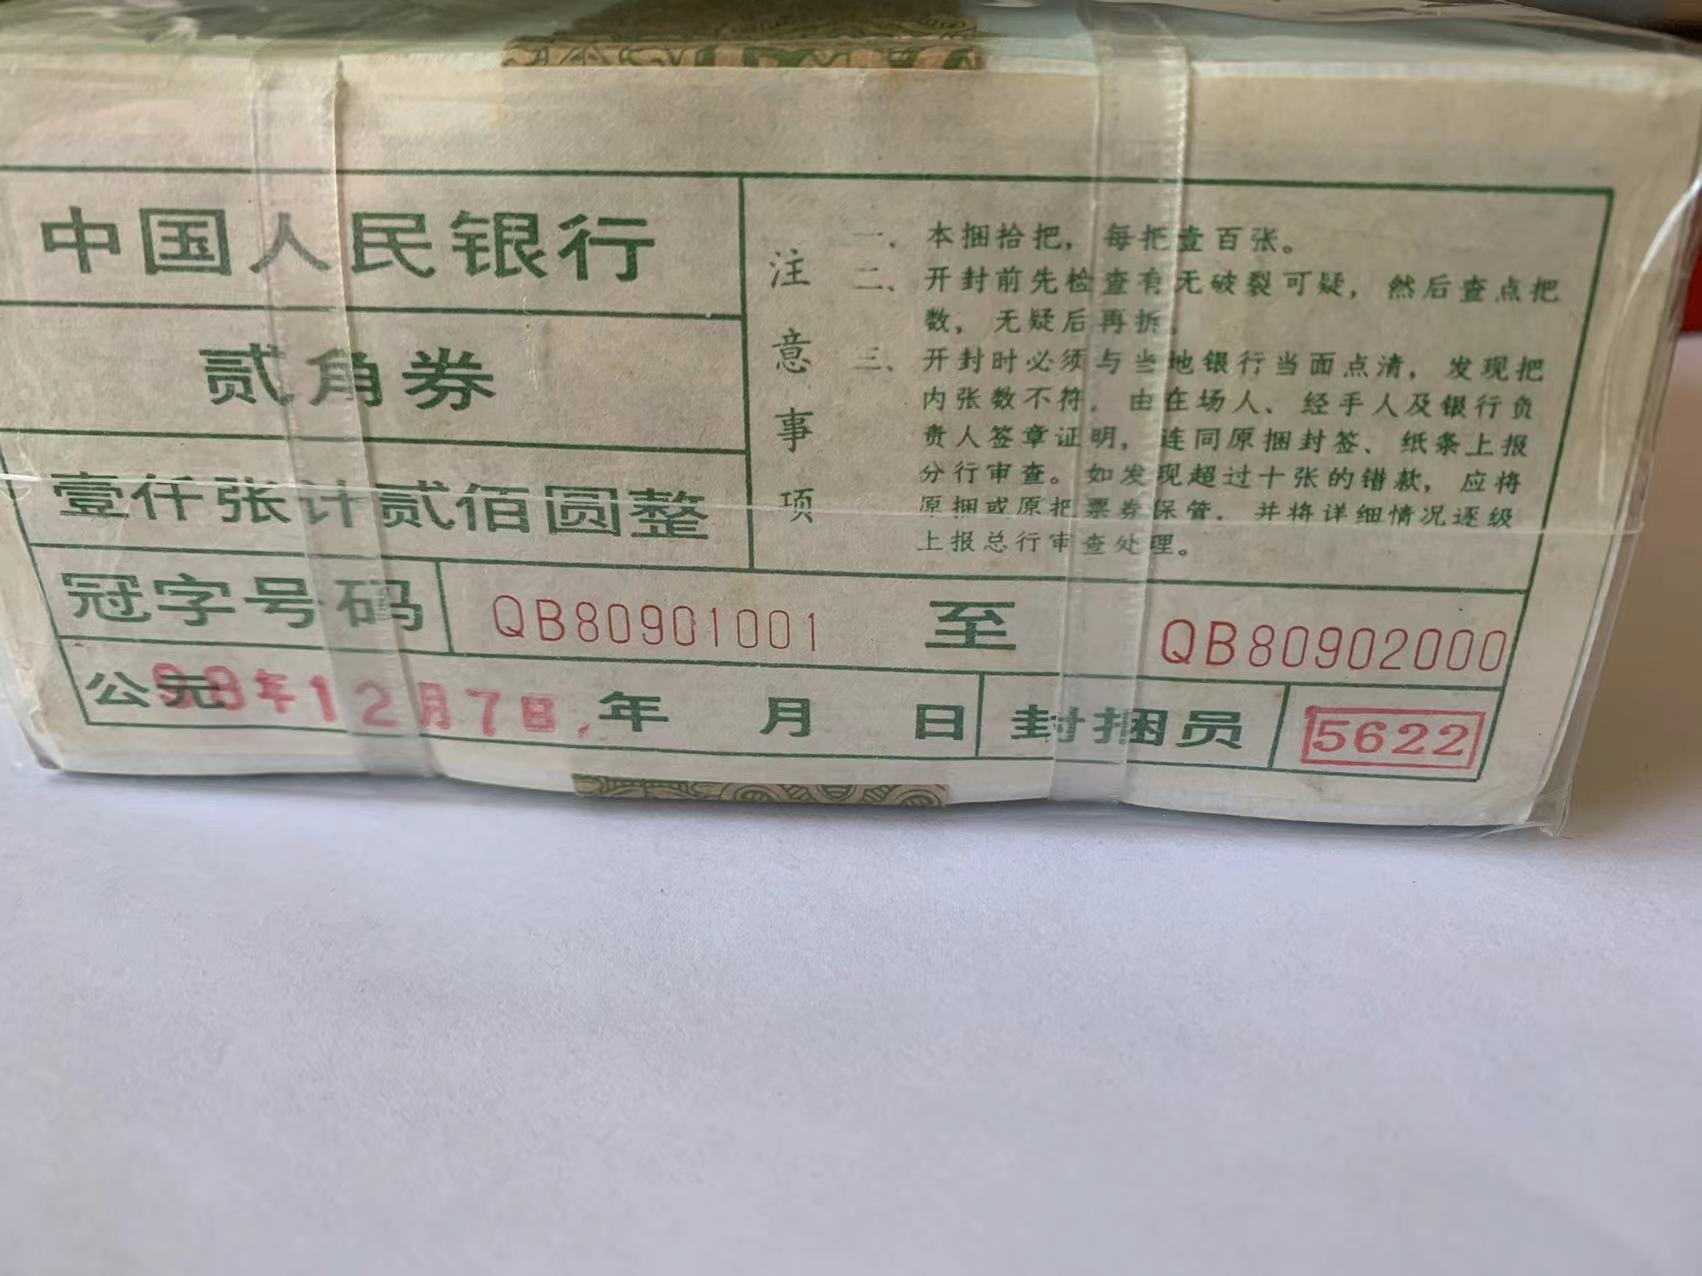 中国人民银行
贰角券
壹仟张计贰佰圆整
注意事项
一、本捆拾把，每把壹百张。
二、开封前先检查有无破裂可疑，然后查点把
数，无疑后再拆。
三、开封时必须与当地银行当面点清，发现把
内张数不符，由在场人、经手人及银行负
责人签章证明，连同原捆封签、纸条上报
分行审查。如发现超过十张的错款，应将
原捆或原把票券保管，并将详细情况逐级
上报总行审查处理。
冠字号码 QB80901001 至 QB80902000
公元 年 月 日 封捆员 5622
99年12月7日.